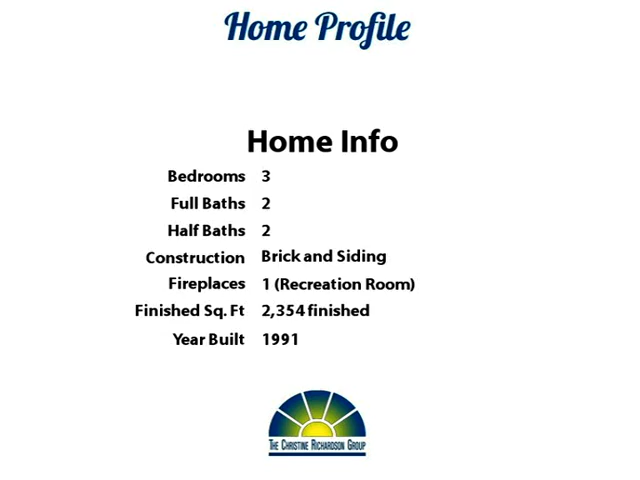 Home Profile
Home Info
Bedrooms 3
Full Baths 2
Half Baths 2
Construction Brick and Siding
Fireplaces 1 (Recreation Room)
Finished Sq. Ft 2,354 finished
Year Built 1991
The Christine Richardson Group